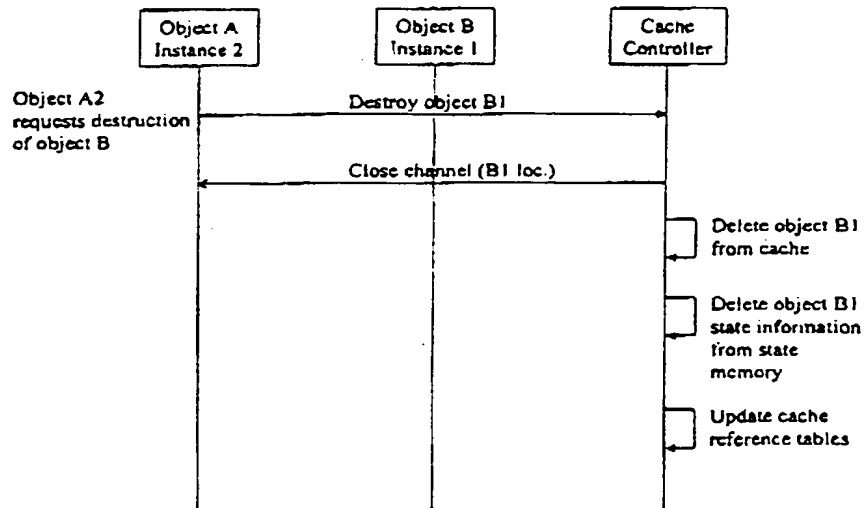 Object A
Instance 2
Object B
Instance 1
Cache
Controller
Object A2
requests destruction
of object B
Destroy object B1
Close channel (B1 loc.)
Delete object B1
from cache
Delete object B1
state information
from state
memory
Update cache
reference tables